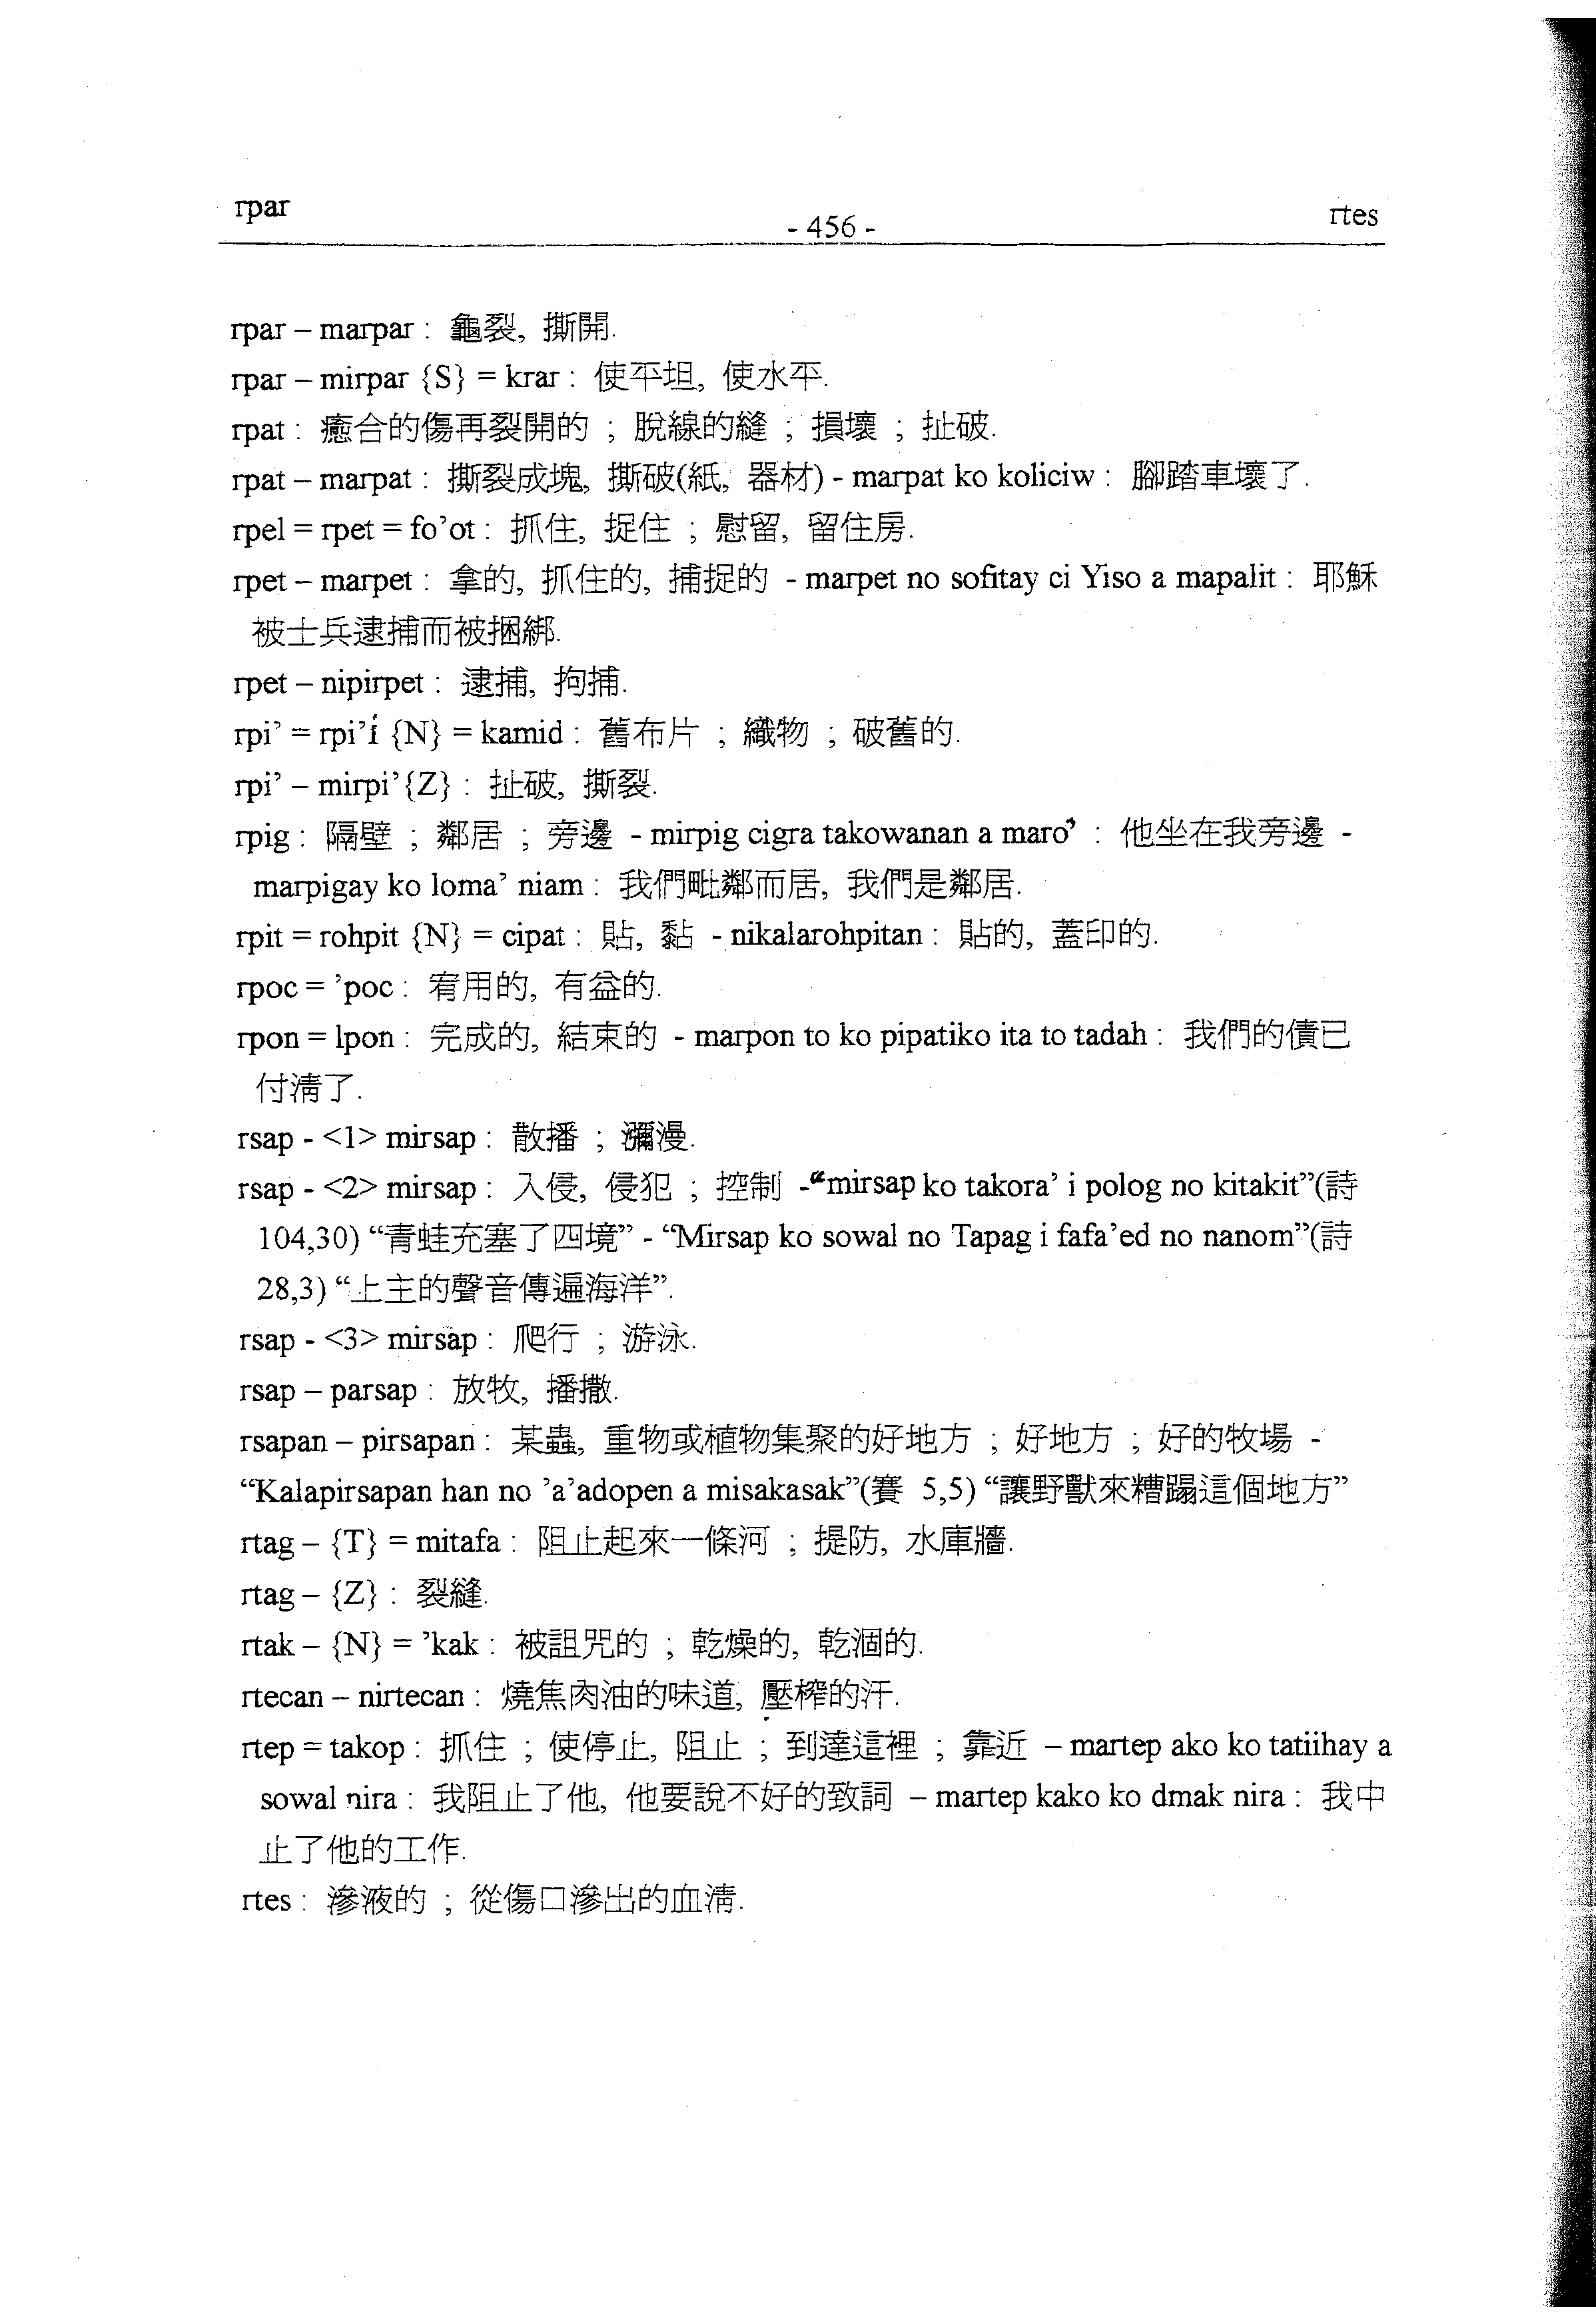 rpar
- 456 -
rtes
rpar – marpar : 龜裂, 撕開.
rpar – mirpar {S} = krar : 使平坦, 使水平.
rpat : 癒合的傷再裂開的 ; 脫線的縫 ; 損壞 ; 扯破.
rpat – marpat : 撕裂成塊, 撕破(紙, 器材) - marpat ko koliciw : 腳踏車壞了.
rpel = rpet = fo’ot : 抓住, 捉住 ; 慰留, 留住房.
rpet – marpet : 拿的, 抓住的, 捕捉的 - marpet no sofitay ci Yiso a mapalit : 耶穌
被士兵逮捕而被捆綁.
rpet – nipirpet : 逮捕, 拘捕.
rpi’ = rpi’í {N} = kamid : 舊布片 ; 織物 ; 破舊的.
rpi’ – mirpi’{Z} : 扯破, 撕裂.
rpig : 隔壁 ; 鄰居 ; 旁邊 - mirpig cigra takowanan a maro’ : 他坐在我旁邊 -
marpigay ko loma’ niam : 我們毗鄰而居, 我們是鄰居.
rpit = rohpit {N} = cipat : 貼, 黏 - nikalarohpitan : 貼的, 蓋印的.
rpoc = ’poc : 宥用的, 有益的.
rpon = lpon : 完成的, 結束的 - marpon to ko pipatiko ita to tadah : 我們的債已
付清了.
rsap - <1> mirsap : 散播 ; 瀰漫.
rsap - <2> mirsap : 入侵, 侵犯 ; 控制 -“mirsap ko takora’ i polog no kitakit”(詩
104,30) “青蛙充塞了四境” - “Mirsap ko sowal no Tapag i fafa’ed no nanom”(詩
28,3) “上主的聲音傳遍海洋”.
rsap - <3> mirsap : 爬行 ; 游泳.
rsap – parsap : 放牧, 播撒.
rsapan – pirsapan : 某蟲, 重物或植物集聚的好地方 ; 好地方 ; 好的牧場 -
“Kalapirsapan han no ’a’adopen a misakasak”(賽 5,5) “讓野獸來糟蹋這個地方”
rtag – {T} = mitafa : 阻止起來一條河 ; 提防, 水庫牆.
rtag – {Z} : 裂縫.
rtak – {N} = ’kak : 被詛咒的 ; 乾燥的, 乾涸的.
rtecan – nirtecan : 燒焦肉油的味道, 壓榨的汗.
rtep = takop : 抓住 ; 使停止, 阻止 ; 到達這裡 ; 靠近 – martep ako ko tatiihay a
sowal nira : 我阻止了他, 他要說不好的致詞 – martep kako ko dmak nira : 我中
止了他的工作.
rtes : 滲液的 ; 從傷口滲出的血清.